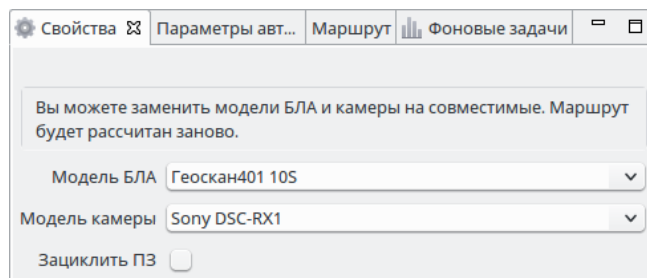 Свойства Параметры авт... Маршрут Фоновые задачи
Вы можете заменить модели БЛА и камеры на совместимые. Маршрут
будет рассчитан заново.
Модель БЛА Геоскан401 10S
Модель камеры Sony DSC-RX1
Зациклить ПЗ